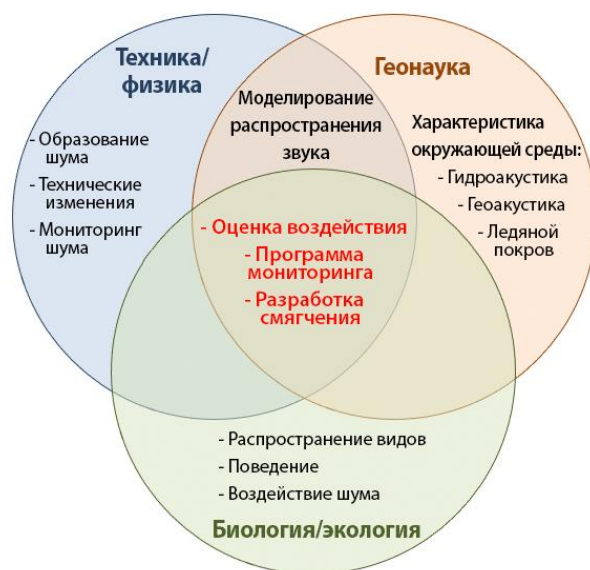 Техника/
физика
- Образование
шума
- Технические
изменения
- Мониторинг
шума
Моделирование
распространения
звука
Геонаука
Характеристика
окружающей среды:
- Гидроакустика
- Геоакустика
- Ледяной
покров
- Оценка воздействия
- Программа
мониторинга
- Разработка
смягчения
- Распространение видов
- Поведение
- Воздействие шума
Биология/экология